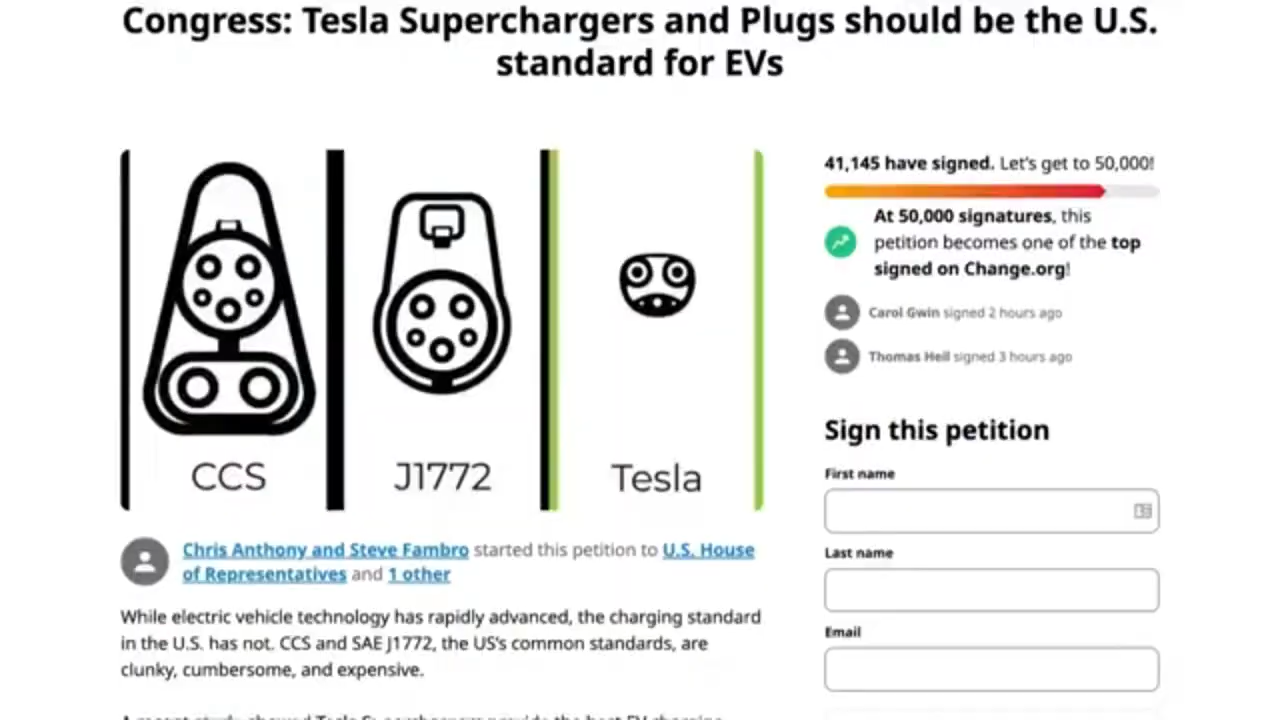 Congress: Tesla Superchargers and Plugs should be the U.S.
standard for EVs
CCS
J1772
Tesla
Chris Anthony and Steve Fambro started this petition to U.S. House
of Representatives and 1 other
While electric vehicle technology has rapidly advanced, the charging standard
in the U.S. has not. CCS and SAE J1772, the US's common standards, are
clunky, cumbersome, and expensive.
41,145 have signed. Let's get to 50,000!
At 50,000 signatures, this
petition becomes one of the top
signed on Change.org!
Carol Gwin signed 2 hours ago
Thomas Heil signed 3 hours ago
Sign this petition
First name
Last name
Email